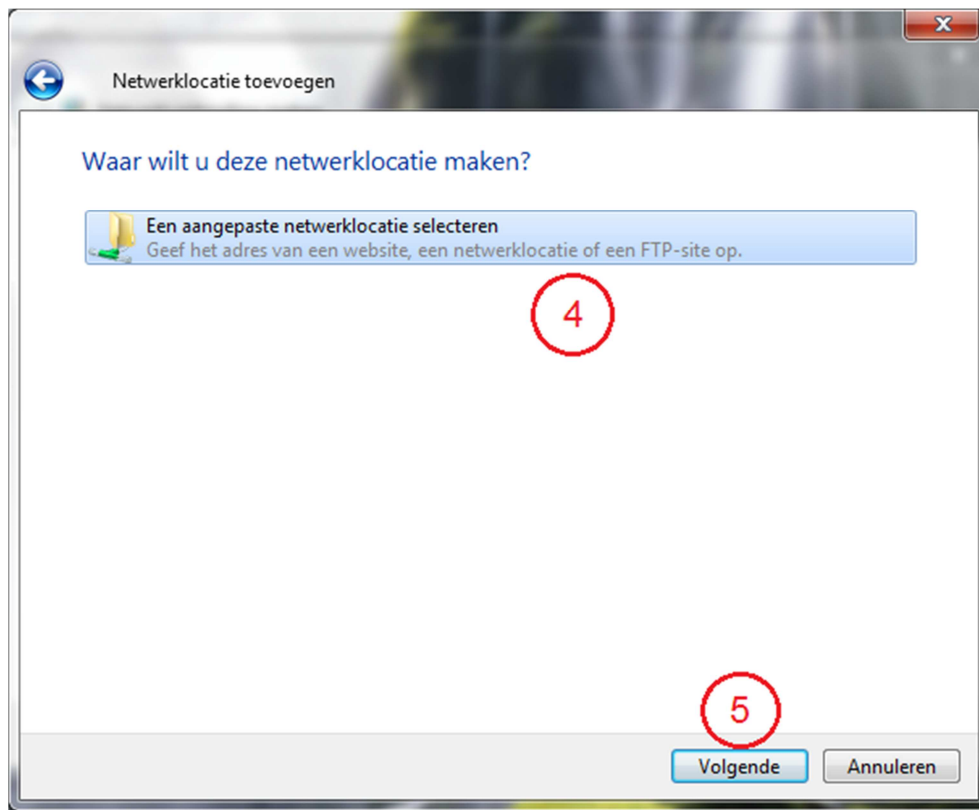 X
Netwerklocatie toevoegen
Waar wilt u deze netwerklocatie maken?
Een aangepaste netwerklocatie selecteren
Geef het adres van een website, een netwerklocatie of een FTP-site op.
4
5
Volgende Annuleren